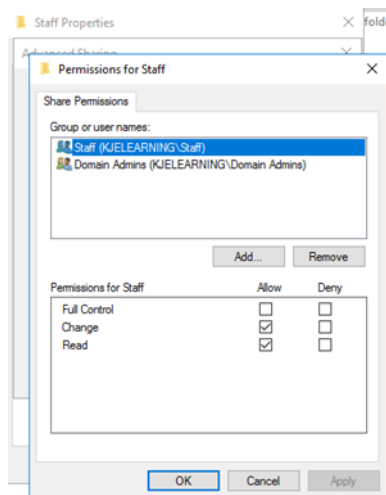 Staff Properties
fold
Advanced Sharing
Permissions for Staff
Share Permissions
Group or user names:
Staff (KJELEARNING\Staff)
Domain Admins (KJELEARNING\Domain Admins)
Add... Remove
Permissions for Staff Allow Deny
Full Control
Change
Read
OK Cancel Apply